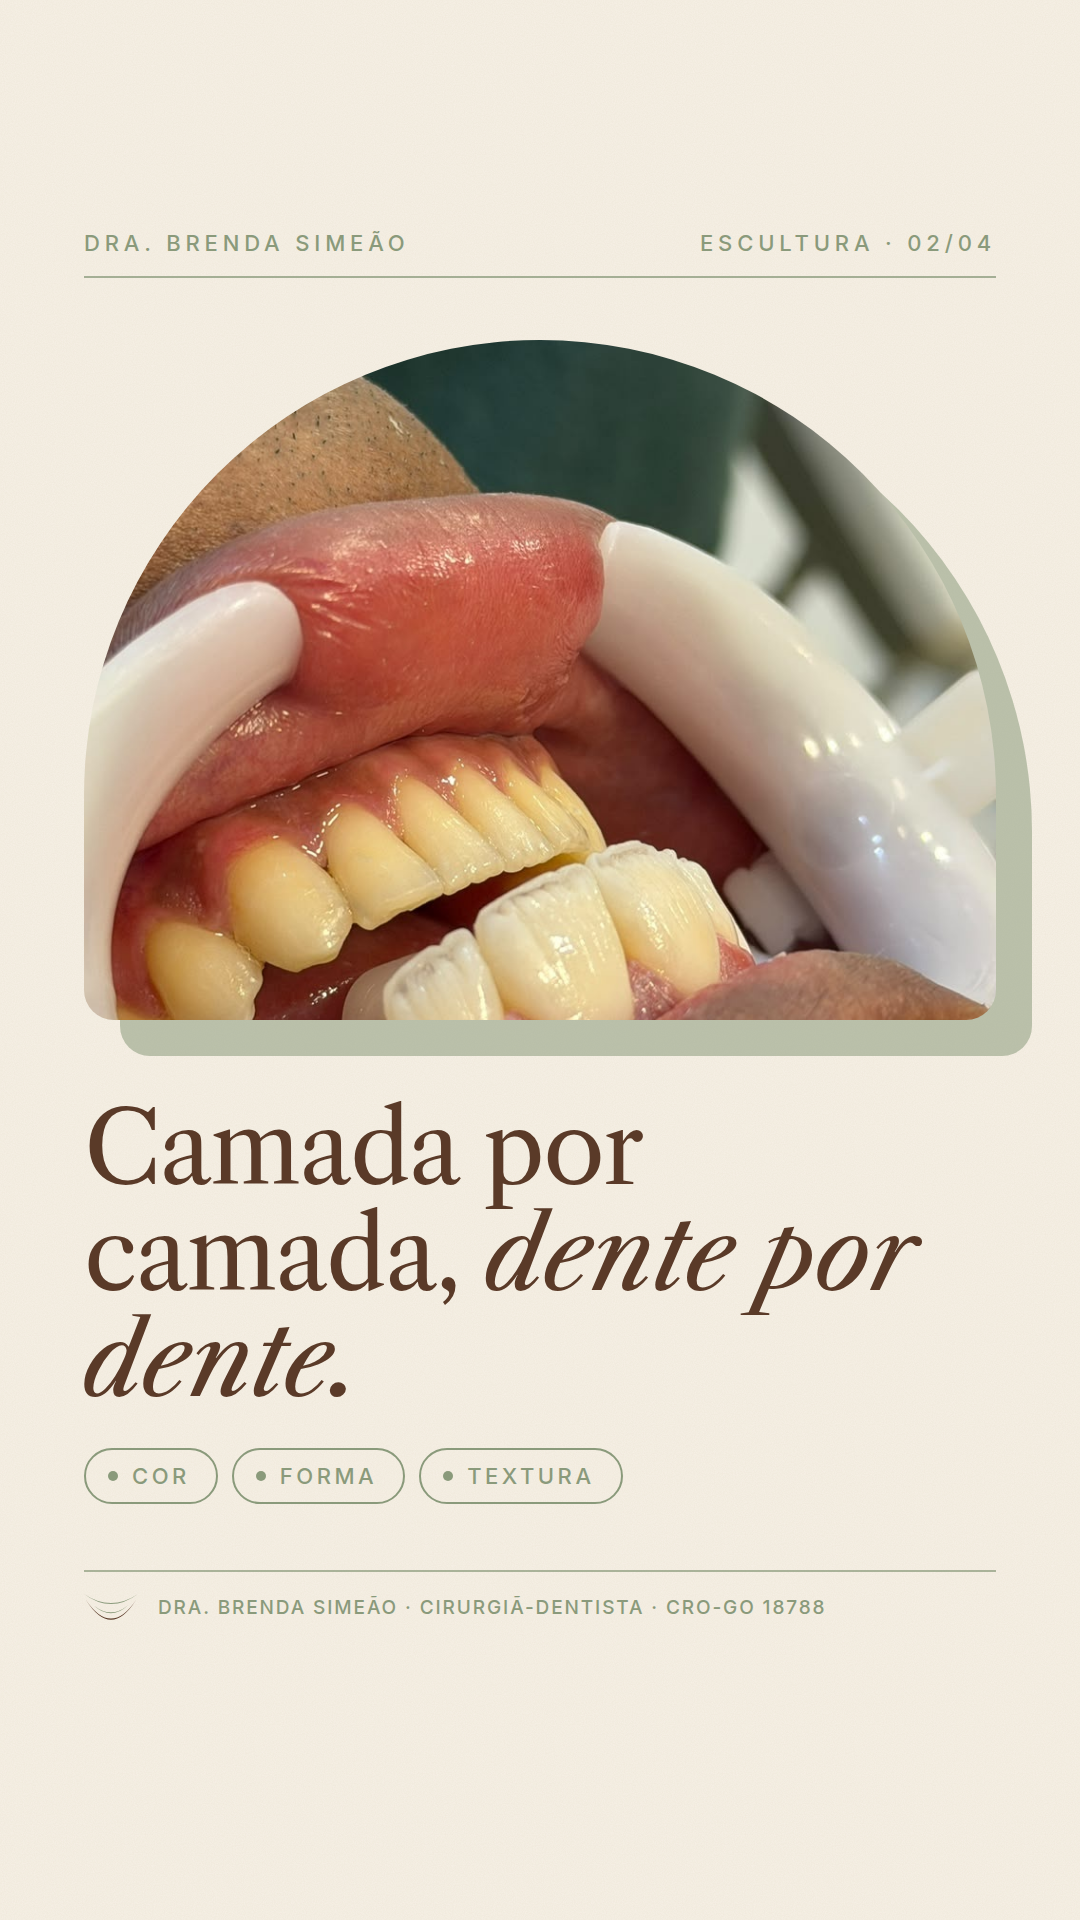 DRA. BRENDA SIMEÃO
ESCULTURA · 02/04
Camada por
camada, dente por
dente.
COR
FORMA
TEXTURA
DRA. BRENDA SIMEÃO · CIRURGIÃ-DENTISTA · CRO-GO 18788